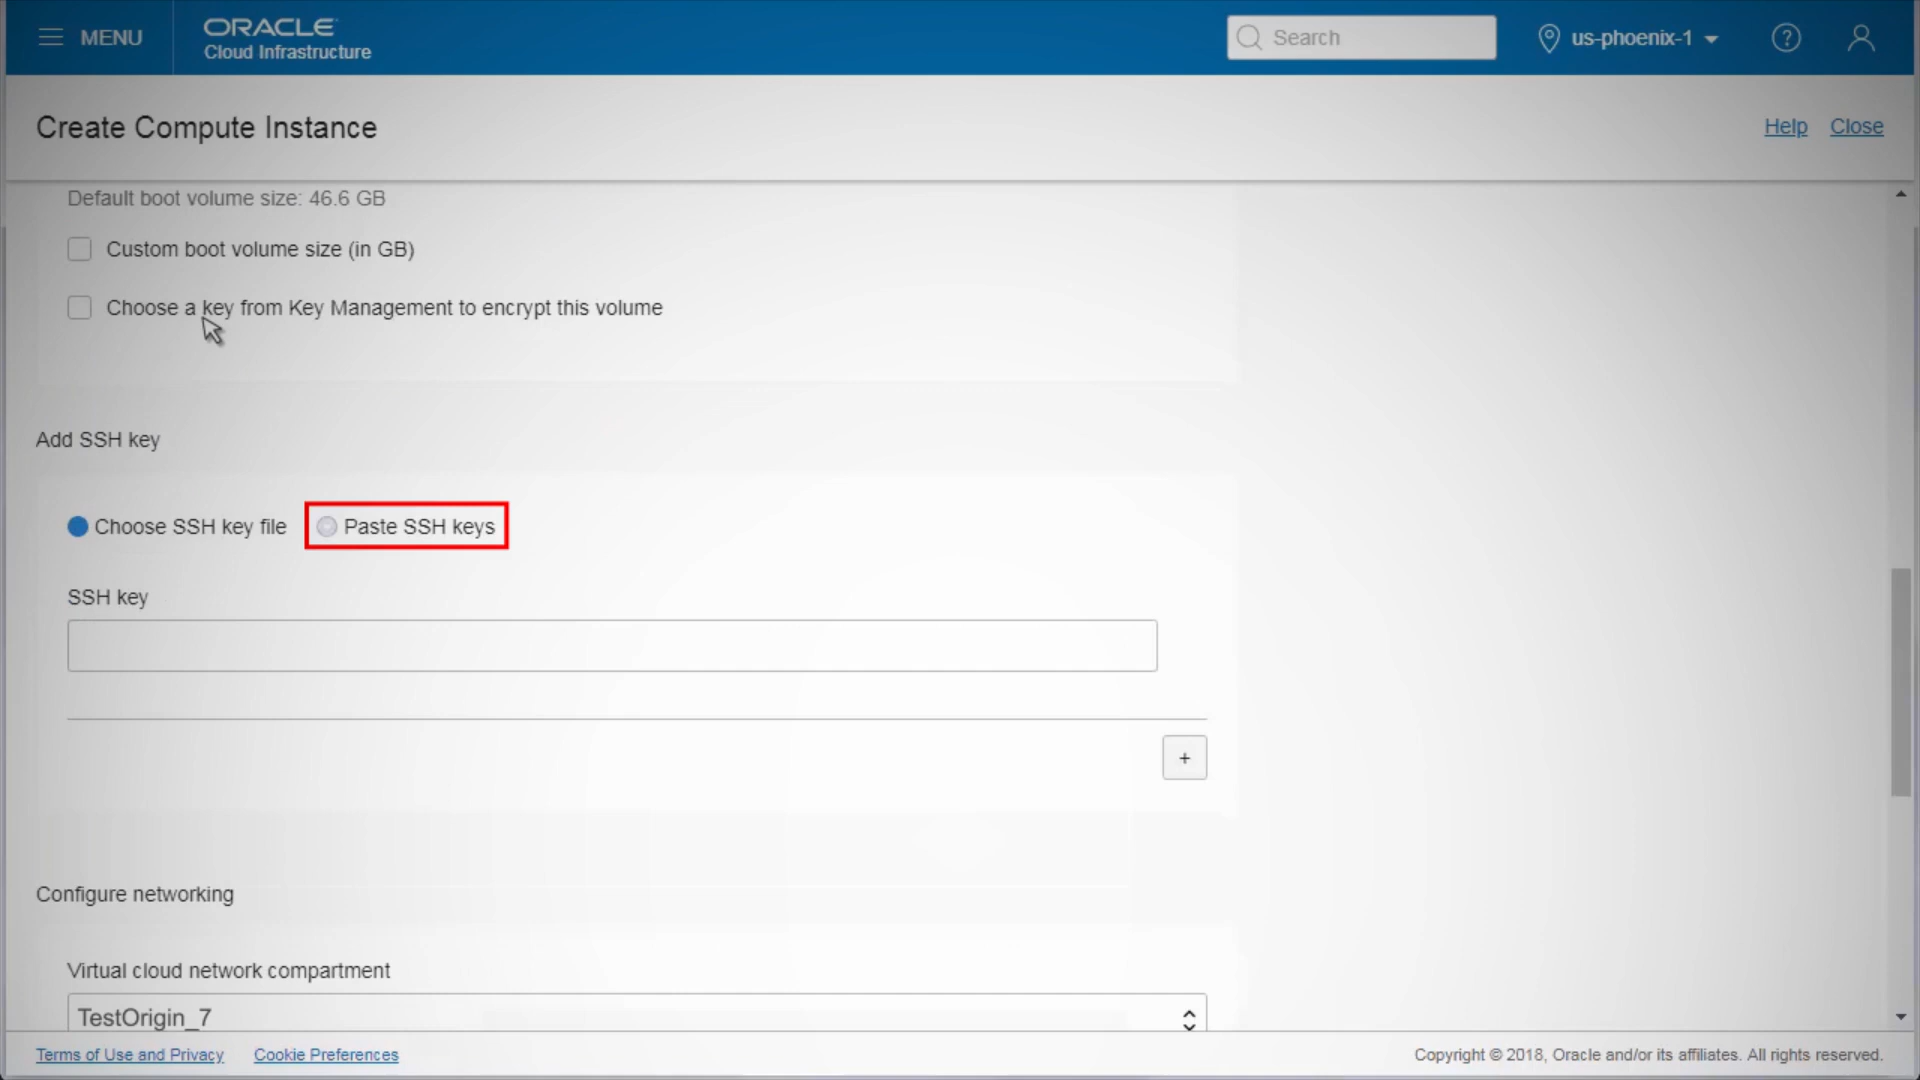 MENU
ORACLE
Cloud Infrastructure
Search
us-phoenix-1
?
Create Compute Instance
Help
Close
Default boot volume size: 46.6 GB
Custom boot volume size (in GB)
Choose a key from Key Management to encrypt this volume
Add SSH key
Choose SSH key file
Paste SSH keys
SSH key
+
Configure networking
Virtual cloud network compartment
TestOrigin_7
Terms of Use and Privacy
Cookie Preferences
Copyright © 2018, Oracle and/or its affiliates. All rights reserved.